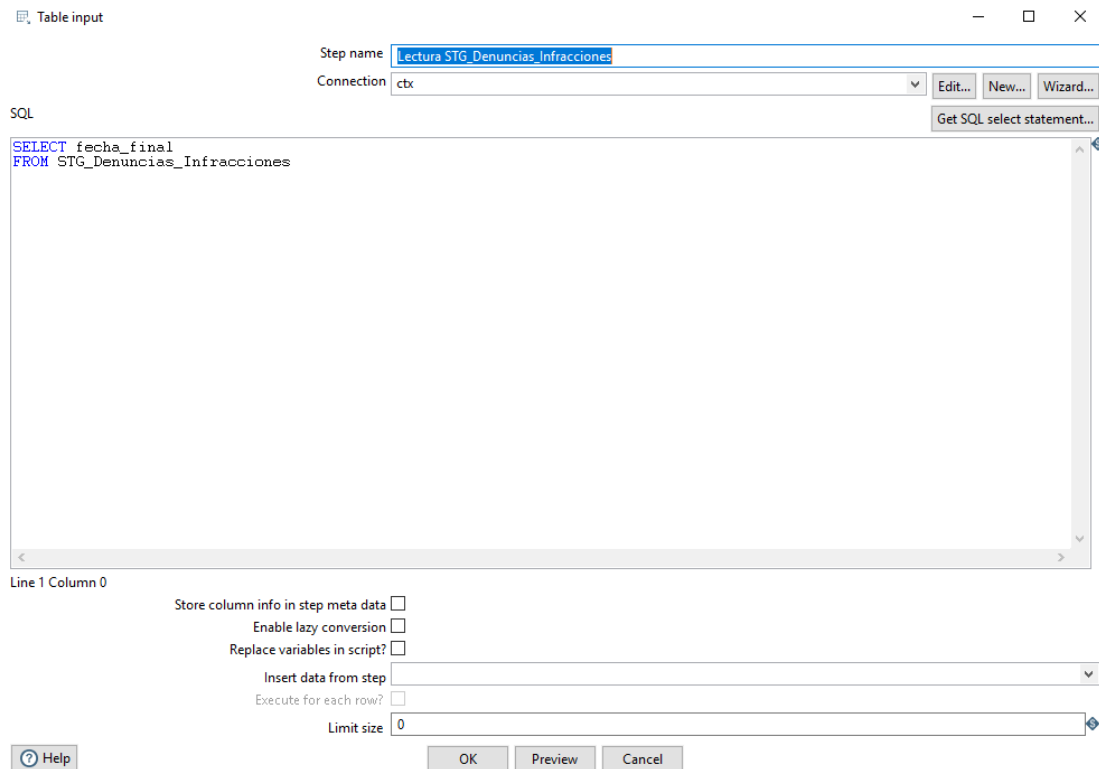 Table input
Step name Lectura STG_Denuncias_Infracciones
Connection ctx Edit... New... Wizard...
SQL Get SQL select statement...
SELECT fecha_final
FROM STG_Denuncias_Infracciones
Line 1 Column 0
Store column info in step meta data
Enable lazy conversion
Replace variables in script?
Insert data from step
Execute for each row?
Limit size 0
Help OK Preview Cancel